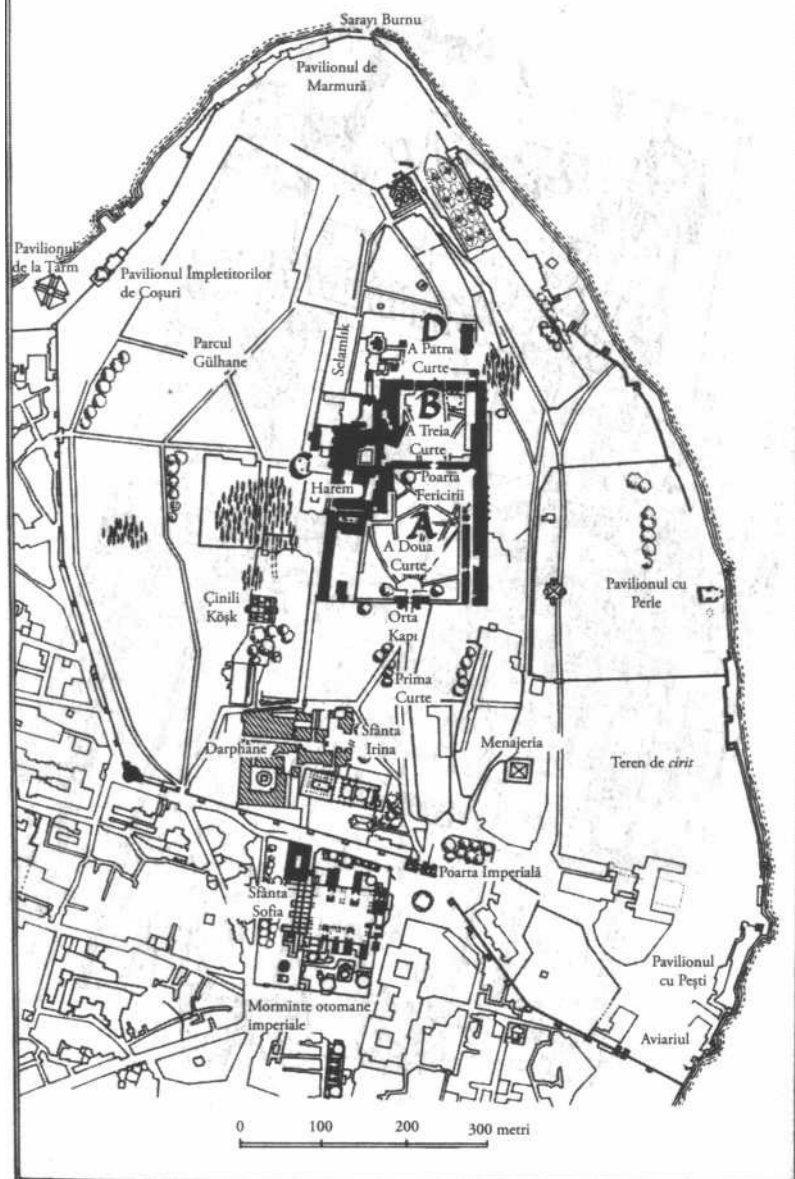 Sarayı Burnu
Pavilionul de
Marmură
Pavilionul
de la Tarm
Pavilionul Împletitorilor
de Coșuri
Parcul
Gülhane
Selamlık
D
A Patra
Curte
B
A Treia
Curte
Harem
Poarta
Fericirii
A
A Doua
Curte
Pavilionul cu
Perle
Çinili
Köşk
Orta
Kapı
Prima
Curte
Sfânta
Irina
Darphane
Menajeria
Teren de cirit
Poarta Imperială
Sfânta
Sofia
Pavilionul
cu Pești
Morminte otomane
imperiale
Aviariul
0 100 200 300 metri